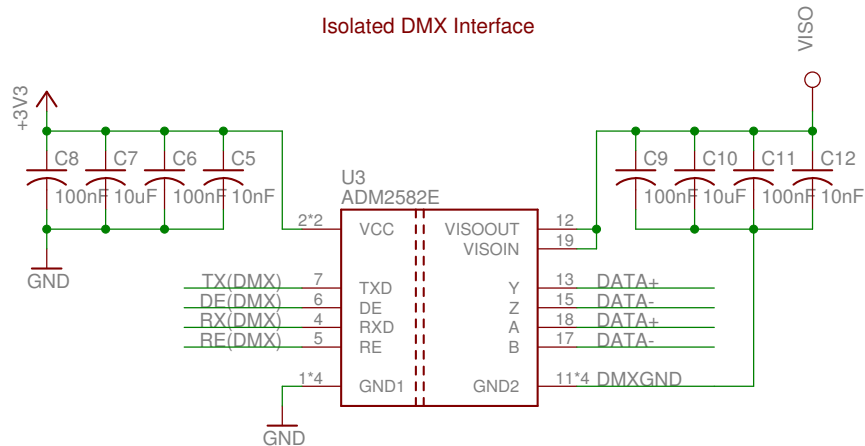 Isolated DMX Interface
VISO
+3V3
C8 C7 C6 C5
100nF 10uF 100nF 10nF
C9 C10 C11 C12
100nF 10uF 100nF 10nF
GND
U3
ADM2582E
2*2 VCC VISOOUT 12
VISOIN 19
TX(DMX) 7 TXD Y 13 DATA+
DE(DMX) 6 DE Z 15 DATA-
RX(DMX) 4 RXD A 18 DATA+
RE(DMX) 5 RE B 17 DATA-
1*4 GND1 GND2 11*4 DMXGND
GND